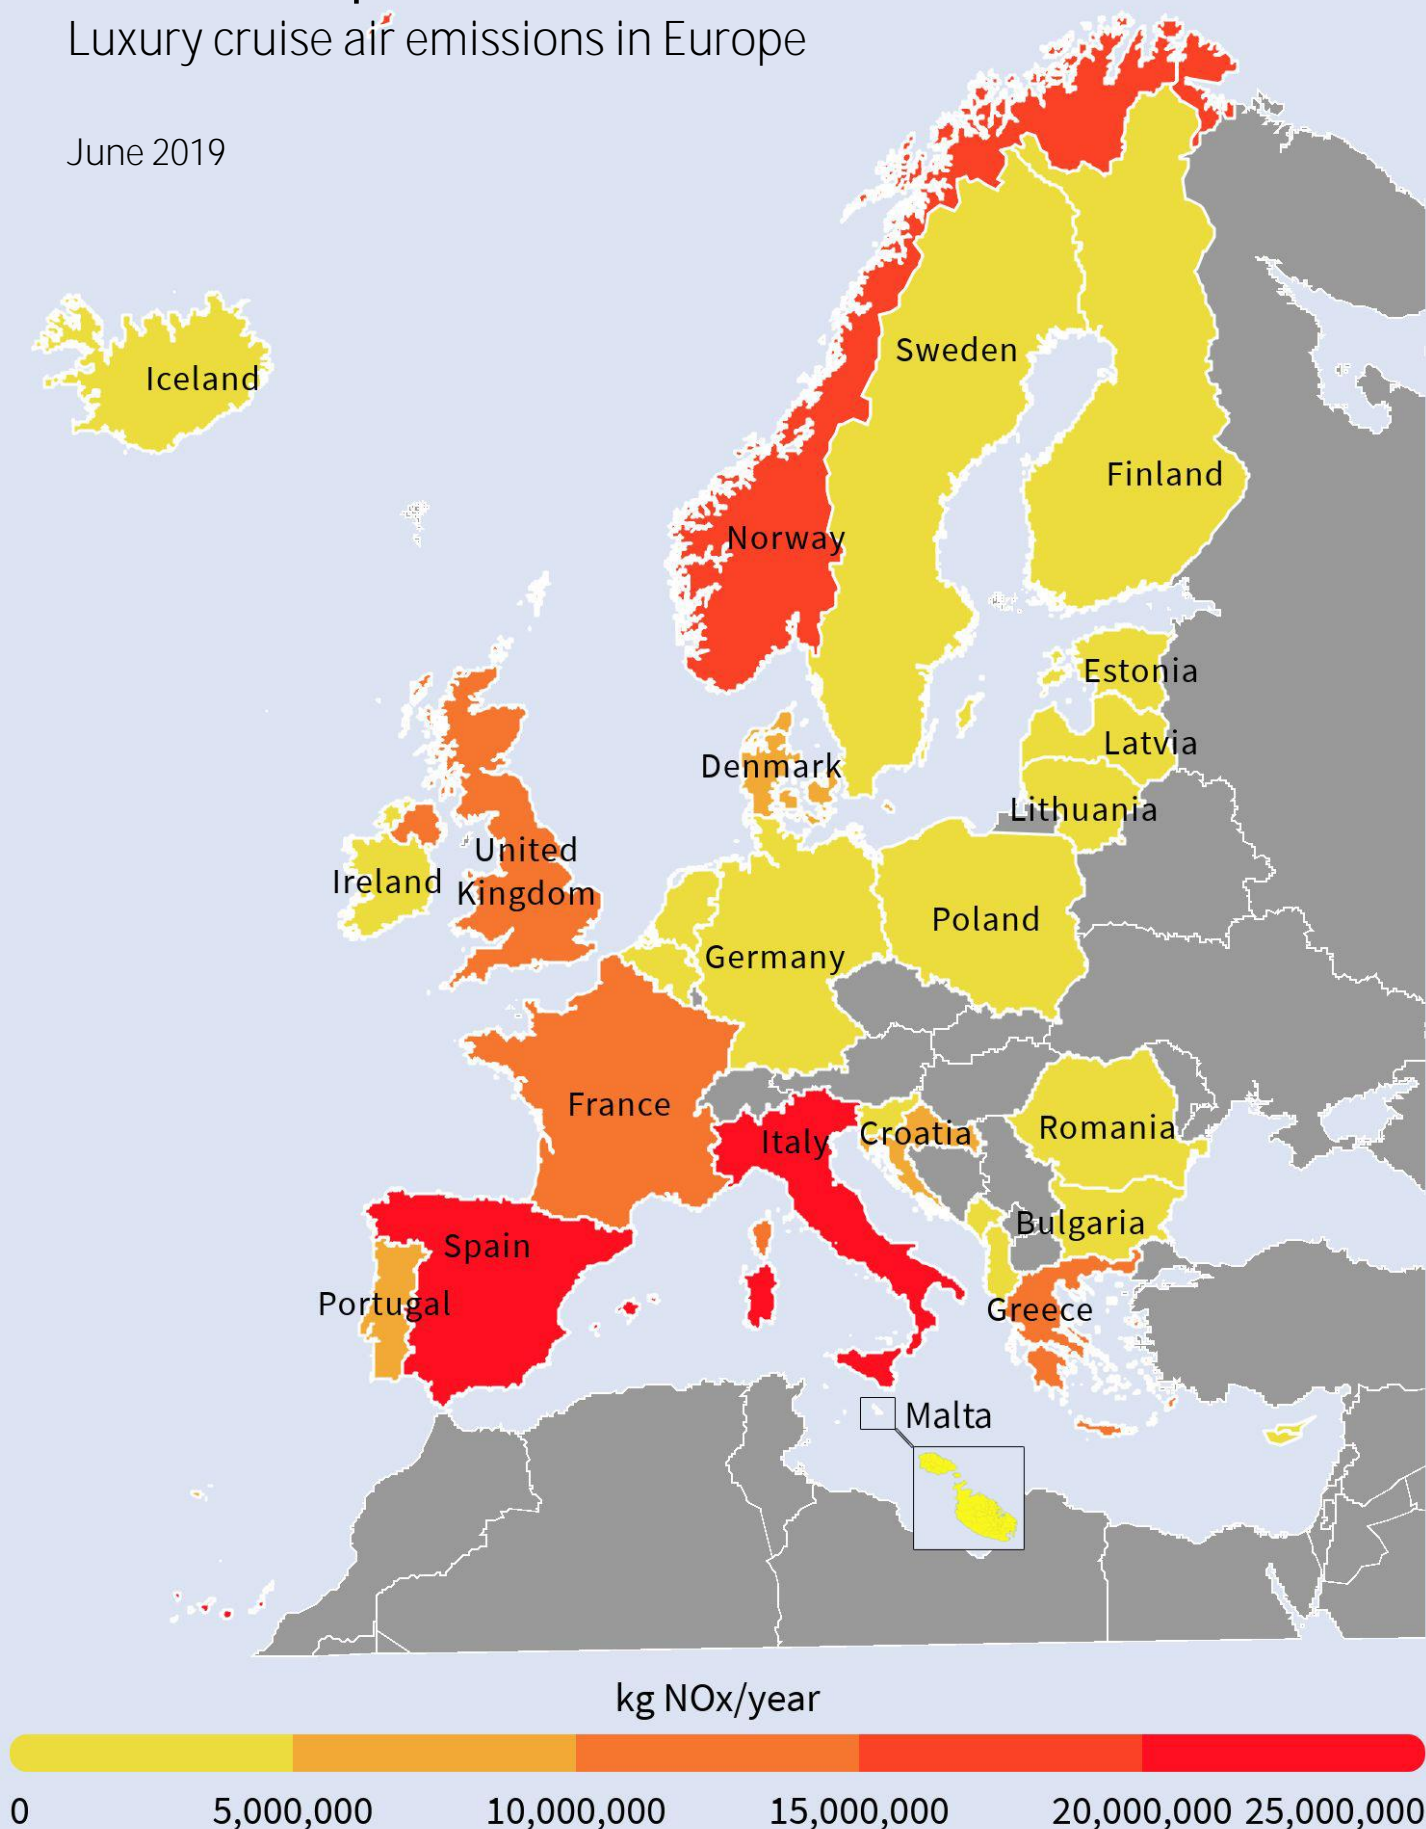 Luxury cruise air emissions in Europe
June 2019
Iceland
Sweden
Finland
Norway
Estonia
Latvia
Denmark
Lithuania
United
Kingdom
Ireland
Poland
Germany
France
Italy
Croatia
Romania
Bulgaria
Spain
Portugal
Greece
Malta
kg NOx/year
0 5,000,000 10,000,000 15,000,000 20,000,000 25,000,000